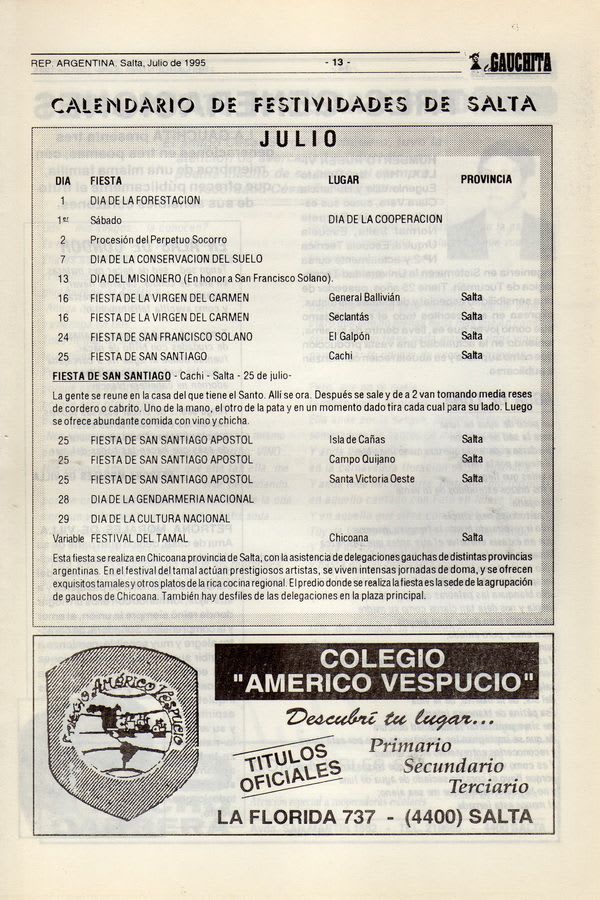 REP. ARGENTINA. Salta, Julio de 1995 - 13 - La GAUCHITA
CALENDARIO DE FESTIVIDADES DE SALTA
JULIO
DIA FIESTA LUGAR PROVINCIA
1 DIA DE LA FORESTACION
1er Sábado DIA DE LA COOPERACION
2 Procesión del Perpetuo Socorro
7 DIA DE LA CONSERVACION DEL SUELO
13 DIA DEL MISIONERO (En honor a San Francisco Solano).
16 FIESTA DE LA VIRGEN DEL CARMEN General Ballivián Salta
16 FIESTA DE LA VIRGEN DEL CARMEN Seclantás Salta
24 FIESTA DE SAN FRANCISCO SOLANO El Galpón Salta
25 FIESTA DE SAN SANTIAGO Cachi Salta
FIESTA DE SAN SANTIAGO - Cachi - Salta - 25 de julio-
La gente se reune en la casa del que tiene el Santo. Allí se ora. Después se sale y de a 2 van tomando media reses
de cordero o cabrito. Uno de la mano, el otro de la pata y en un momento dado tira cada cual para su lado. Luego
se ofrece abundante comida con vino y chicha.
25 FIESTA DE SAN SANTIAGO APOSTOL Isla de Cañas Salta
25 FIESTA DE SAN SANTIAGO APOSTOL Campo Quijano Salta
25 FIESTA DE SAN SANTIAGO APOSTOL Santa Victoria Oeste Salta
28 DIA DE LA GENDARMERIA NACIONAL
29 DIA DE LA CULTURA NACIONAL
Variable FESTIVAL DEL TAMAL Chicoana Salta
Esta fiesta se realiza en Chicoana provincia de Salta, con la asistencia de delegaciones gauchas de distintas provincias
argentinas. En el festival del tamal actúan prestigiosos artistas, se viven intensas jornadas de doma, y se ofrecen
exquisitos tamales y otros platos de la rica cocina regional. El predio donde se realiza la fiesta es la sede de la agrupación
de gauchos de Chicoana. También hay desfiles de las delegaciones en la plaza principal.
COLEGIO AMÉRICO VESPUCIO
COLEGIO
"AMERICO VESPUCIO"
Descubrí tu lugar...
TITULOS
OFICIALES
Primario
Secundario
Terciario
LA FLORIDA 737 - (4400) SALTA